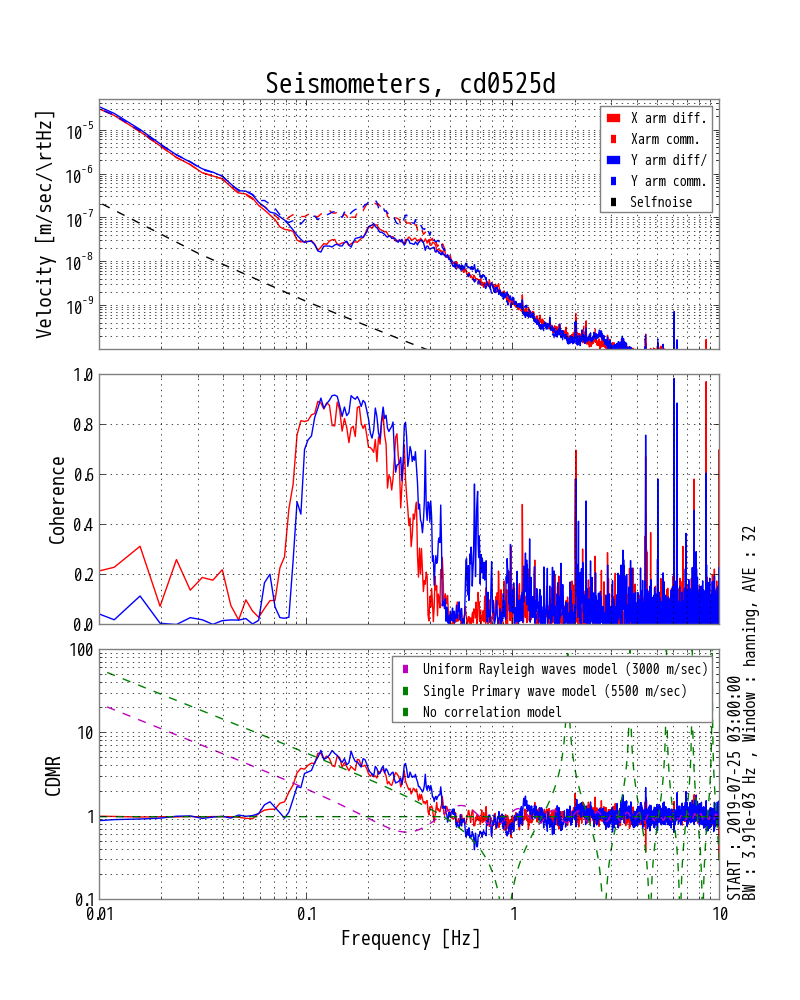 Seismometers, cd0525d
Velocity [m/sec/\rtHz]
10^-5
10^-6
10^-7
10^-8
10^-9
X arm diff.
Xarm comm.
Y arm diff/
Y arm comm.
Selfnoise
Coherence
1.0
0.8
0.6
0.4
0.2
0.0
CDMR
100
10
1
0.1
Uniform Rayleigh waves model (3000 m/sec)
Single Primary wave model (5500 m/sec)
No correlation model
0.01
0.1
1
10
Frequency [Hz]
START : 2019-07-25 03:00:00
BW : 3.91e-03 Hz , Window : hanning, AVE : 32